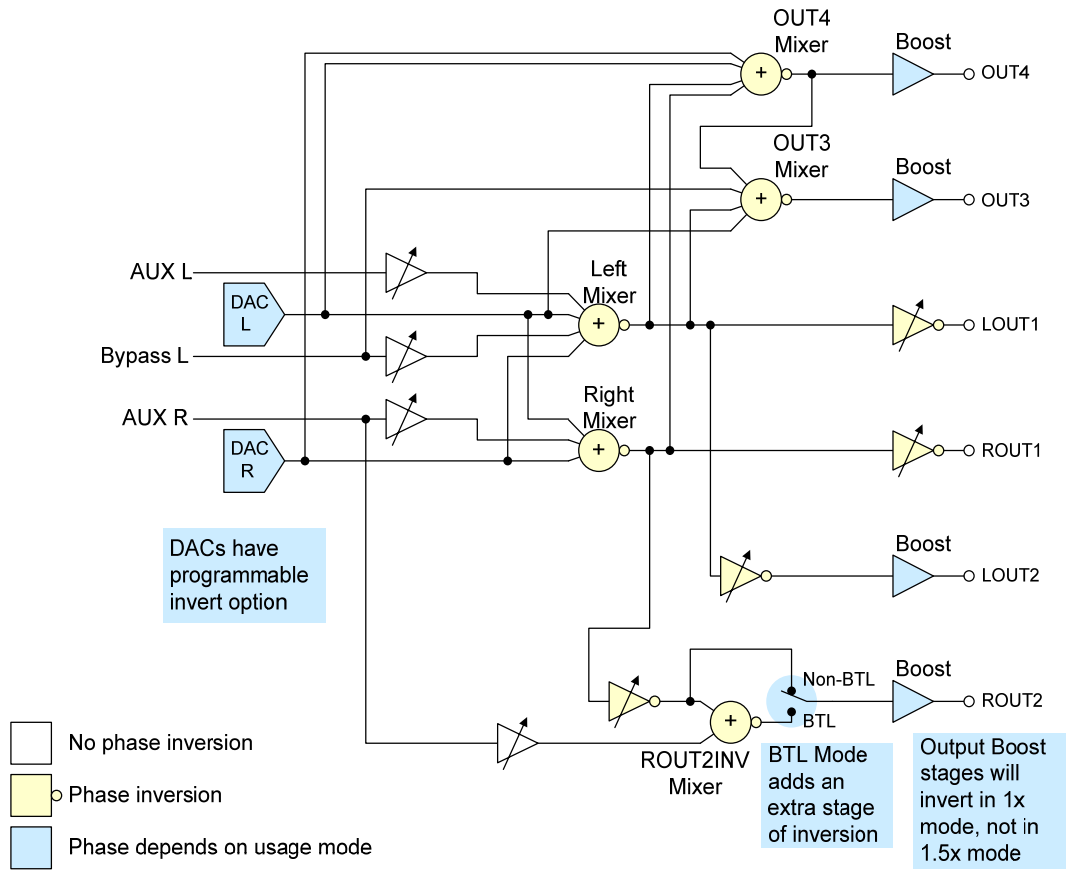 OUT4
Mixer
Boost
+
OUT4
OUT3
Mixer
Boost
+
OUT3
AUX L
DAC
L
Left
Mixer
+
LOUT1
Bypass L
AUX R
Right
Mixer
DAC
R
+
ROUT1
DACs have
programmable
invert option
Boost
LOUT2
Boost
Non-BTL
ROUT2
+
BTL
ROUT2INV
Mixer
BTL Mode
adds an
extra stage
of inversion
Output Boost
stages will
invert in 1x
mode, not in
1.5x mode
No phase inversion
Phase inversion
Phase depends on usage mode